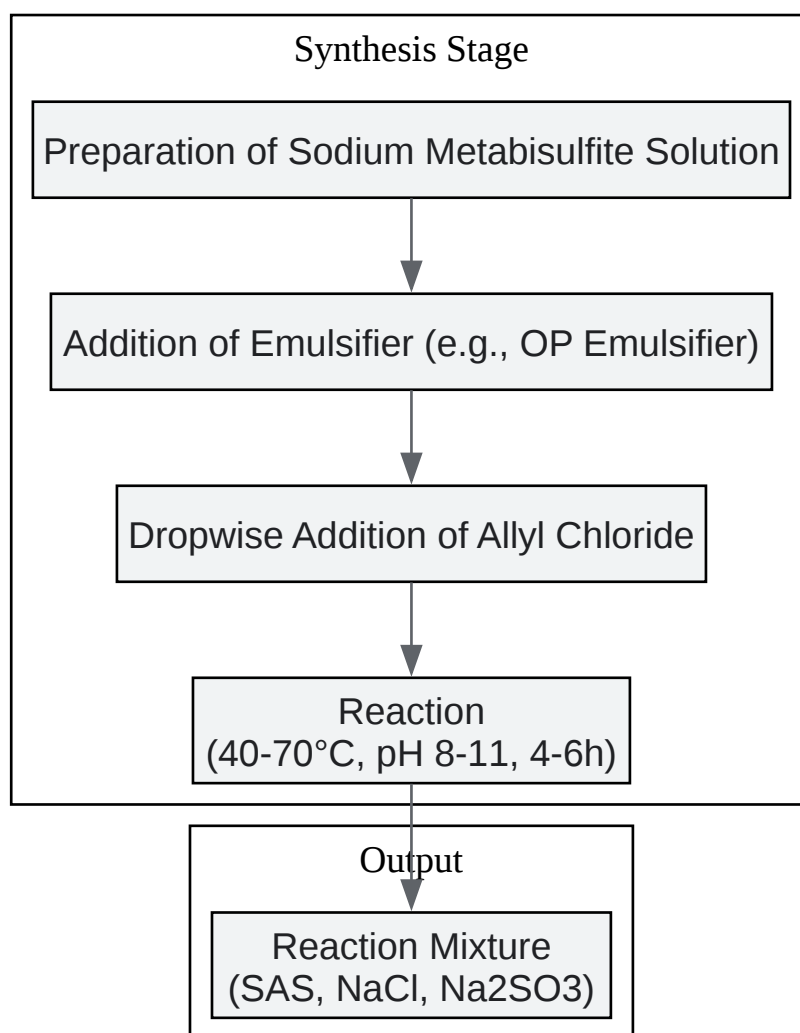 Synthesis Stage
Preparation of Sodium Metabisulfite Solution
Addition of Emulsifier (e.g., OP Emulsifier)
Dropwise Addition of Allyl Chloride
Reaction
(40-70°C, pH 8-11, 4-6h)
Output
Reaction Mixture
(SAS, NaCl, Na2SO3)